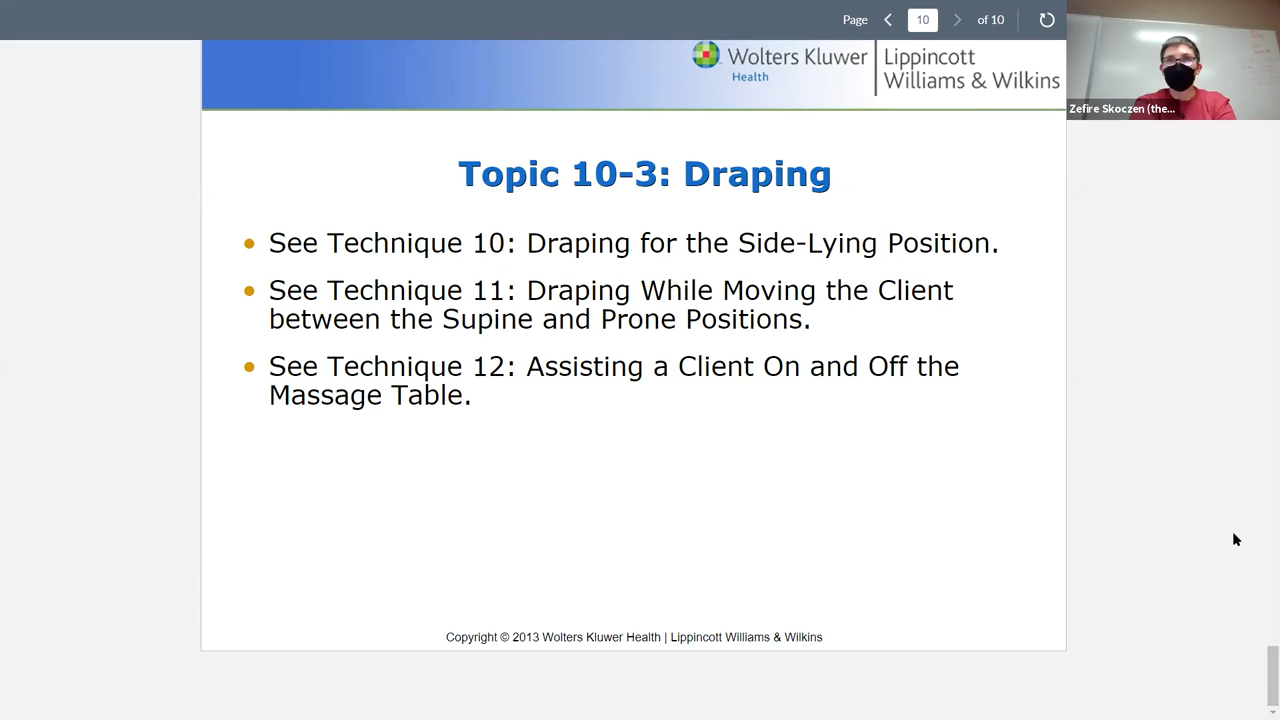 Page 10 of 10
Wolters Kluwer
Health
Lippincott
Williams & Wilkins
Zefire Skoczen (the...
Topic 10-3: Draping
See Technique 10: Draping for the Side-Lying Position.
See Technique 11: Draping While Moving the Client
between the Supine and Prone Positions.
See Technique 12: Assisting a Client On and Off the
Massage Table.
Copyright © 2013 Wolters Kluwer Health | Lippincott Williams & Wilkins